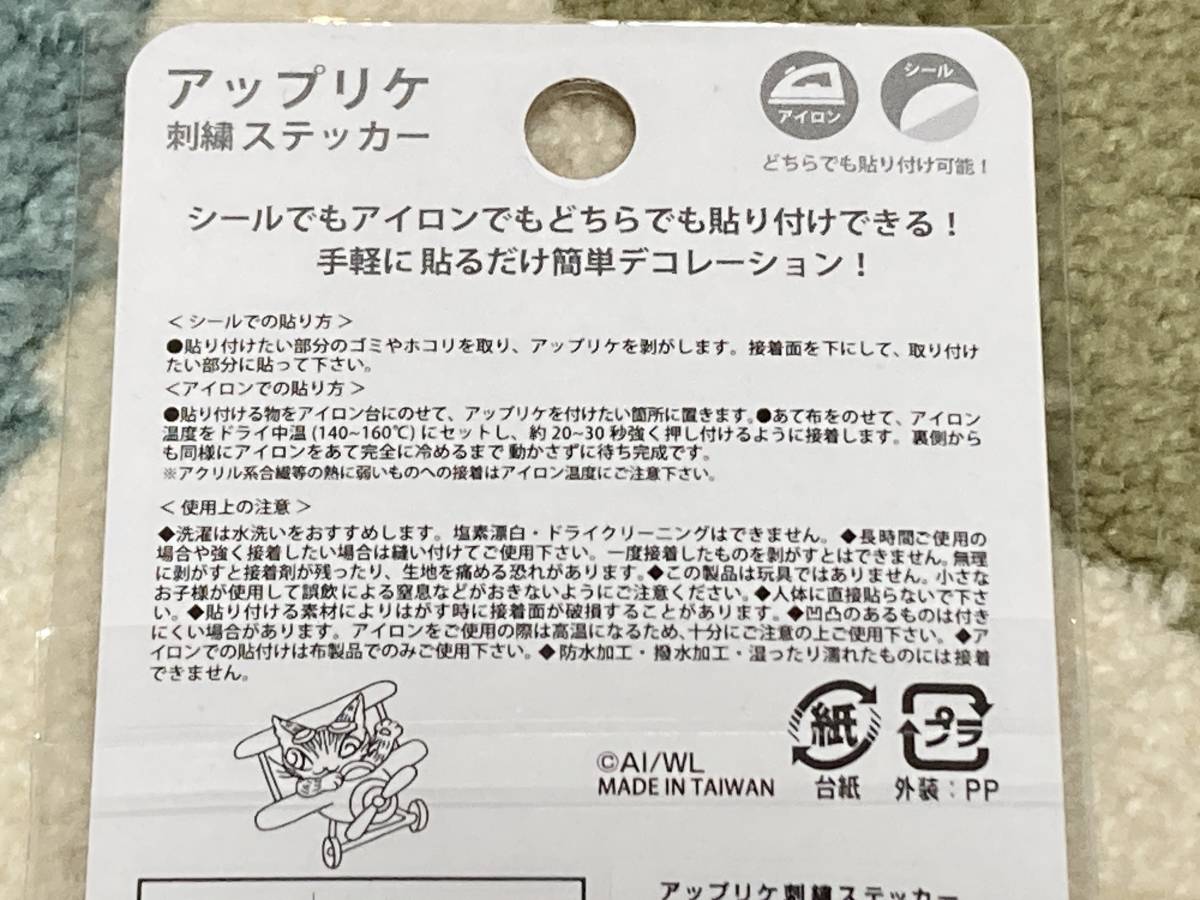 アップリケ
刺繍 ステッカー
アイロン
シール
どちらでも貼り付け可能！
シールでもアイロンでもどちらでも貼り付けできる！
手軽に 貼るだけ簡単デコレーション！
＜シールでの貼り方＞
●貼り付けたい部分のゴミやホコリを取り、アップリケを剥がします。接着面を下にして、取り付け
たい部分に貼って下さい。
＜アイロンでの貼り方＞
●貼り付ける物をアイロン台にのせて、アップリケを付けたい箇所に置きます。●あて布をのせて、アイロン
温度をドライ中温 (140~160℃) にセットし、約 20~30 秒強く押し付けるように接着します。裏側から
も同様にアイロンをあて完全に冷めるまで 動かさずに待ち完成です。
※アクリル系合繊等の熱に弱いものへの接着はアイロン温度にご注意下さい。
＜使用上の注意＞
◆洗濯は水洗いをおすすめします。塩素漂白・ドライクリーニングはできません。◆長時間ご使用の
場合や強く接着したい場合は縫い付けてご使用下さい。一度接着したものを剥がすとはできません。無理
に剥がすと接着剤が残ったり、生地を痛める恐れがあります。◆この製品は玩具ではありません。小さな
お子様が使用して誤飲による窒息などがおきないようにご注意ください。◆人体に直接貼らないで下さ
い。◆貼り付ける素材によりはがす時に接着面が破損することがあります。◆凹凸のあるものは付き
にくい場合があります。アイロンをご使用の際は高温になるため、十分にご注意の上ご使用下さい。◆ア
イロンでの貼付けは布製品でのみご使用下さい。◆防水加工・撥水加工・湿ったり濡れたものには接着
できません。
©AI/WL
MADE IN TAIWAN
紙
台紙
プラ
外装：PP
アップリケ刺繍ステッカー